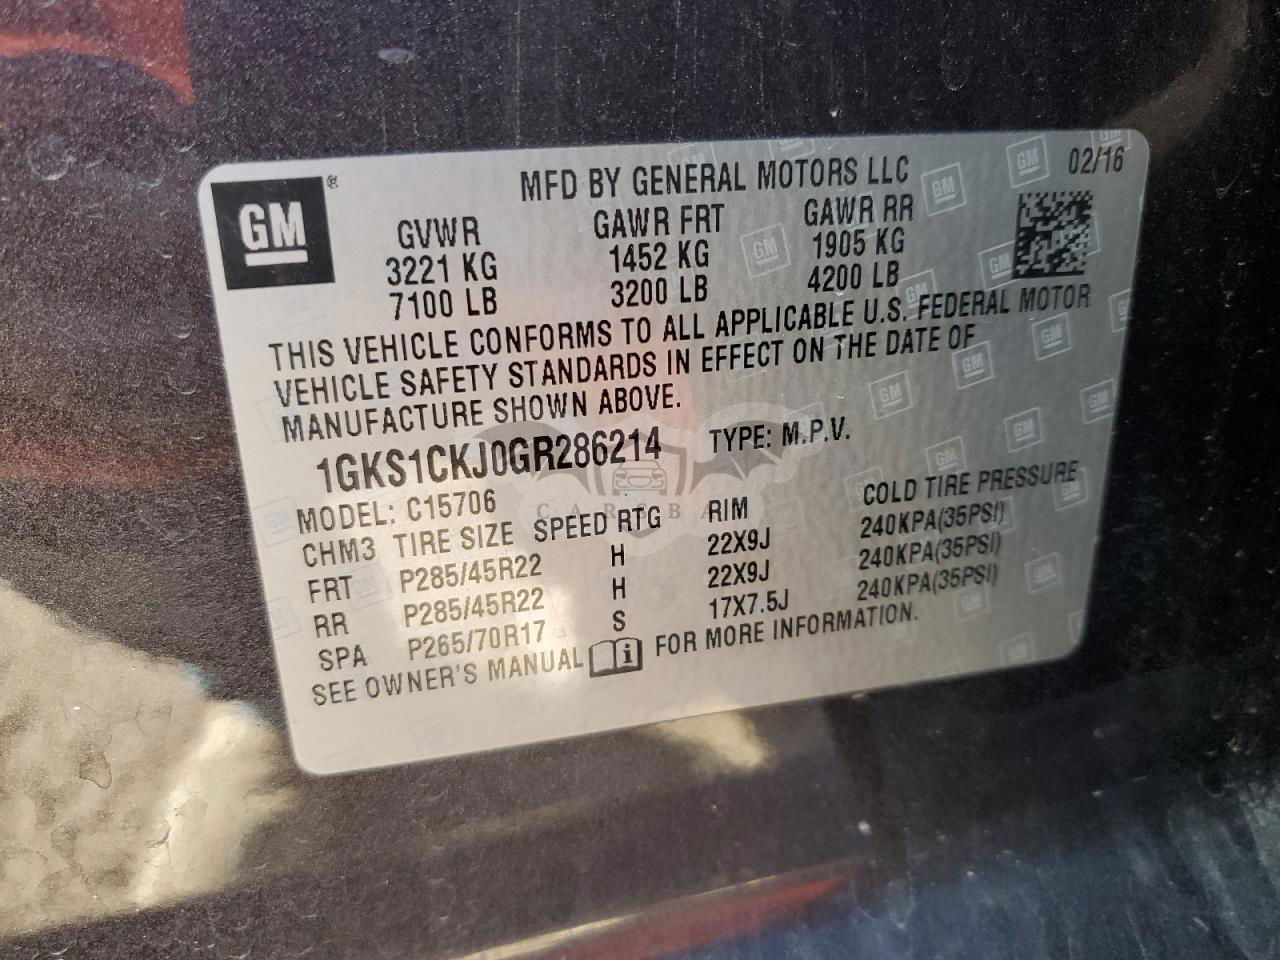 GM ® MFD BY GENERAL MOTORS LLC 02/16
GVWR GAWR FRT GAWR RR
3221 KG 1452 KG 1905 KG
7100 LB 3200 LB 4200 LB
THIS VEHICLE CONFORMS TO ALL APPLICABLE U.S. FEDERAL MOTOR
VEHICLE SAFETY STANDARDS IN EFFECT ON THE DATE OF
MANUFACTURE SHOWN ABOVE.
1GKS1CKJ0GR286214 TYPE: M.P.V.
MODEL: C15706
CHM3 TIRE SIZE SPEED RTG RIM COLD TIRE PRESSURE
FRT P285/45R22 H 22X9J 240KPA(35PSI)
RR P285/45R22 H 22X9J 240KPA(35PSI)
SPA P265/70R17 S 17X7.5J 240KPA(35PSI)
SEE OWNER'S MANUAL FOR MORE INFORMATION.